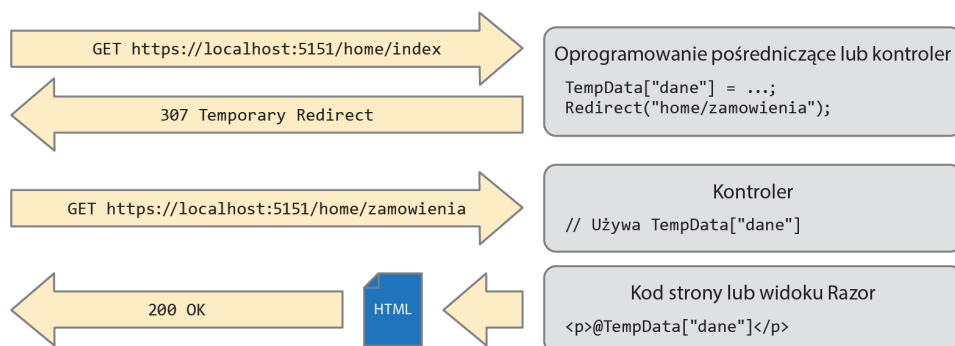 GET https://localhost:5151/home/index
Oprogramowanie pośredniczące lub kontroler
TempData["dane"] = ...;
Redirect("home/zamowienia");
307 Temporary Redirect
GET https://localhost:5151/home/zamowienia
Kontroler
// Używa TempData["dane"]
200 OK
HTML
Kod strony lub widoku Razor
<p>@TempData["dane"]</p>